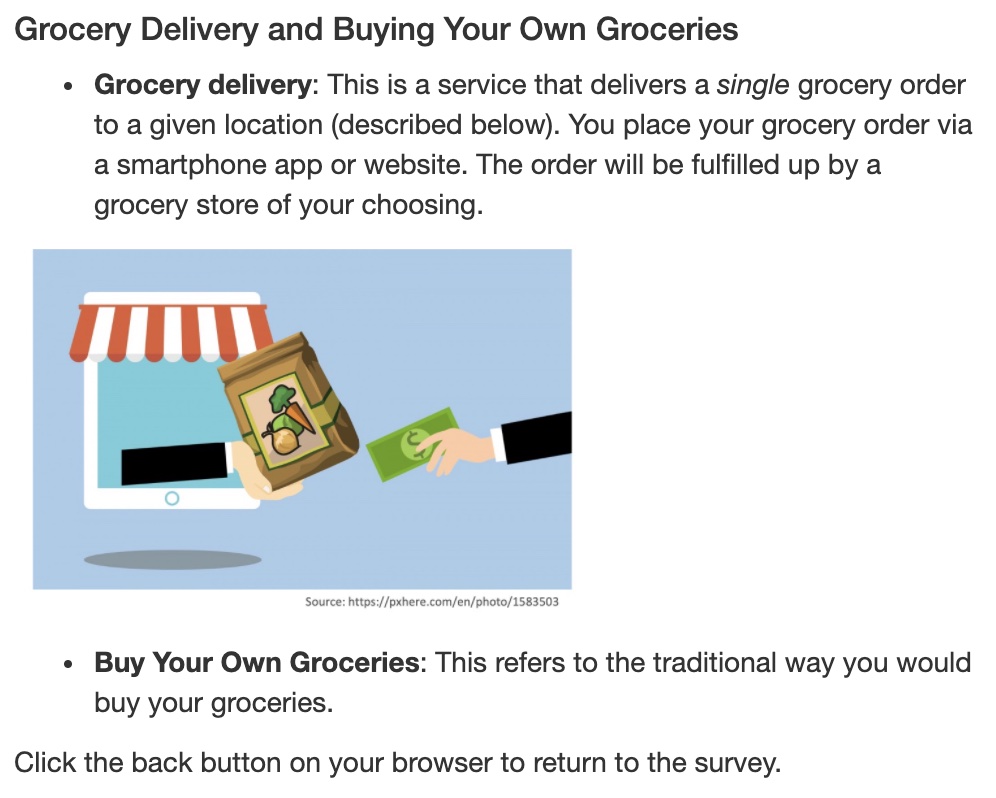 Grocery Delivery and Buying Your Own Groceries
• Grocery delivery: This is a service that delivers a single grocery order
to a given location (described below). You place your grocery order via
a smartphone app or website. The order will be fulfilled up by a
grocery store of your choosing.
$
Source: https://pxhere.com/en/photo/1583503
• Buy Your Own Groceries: This refers to the traditional way you would
buy your groceries.
Click the back button on your browser to return to the survey.